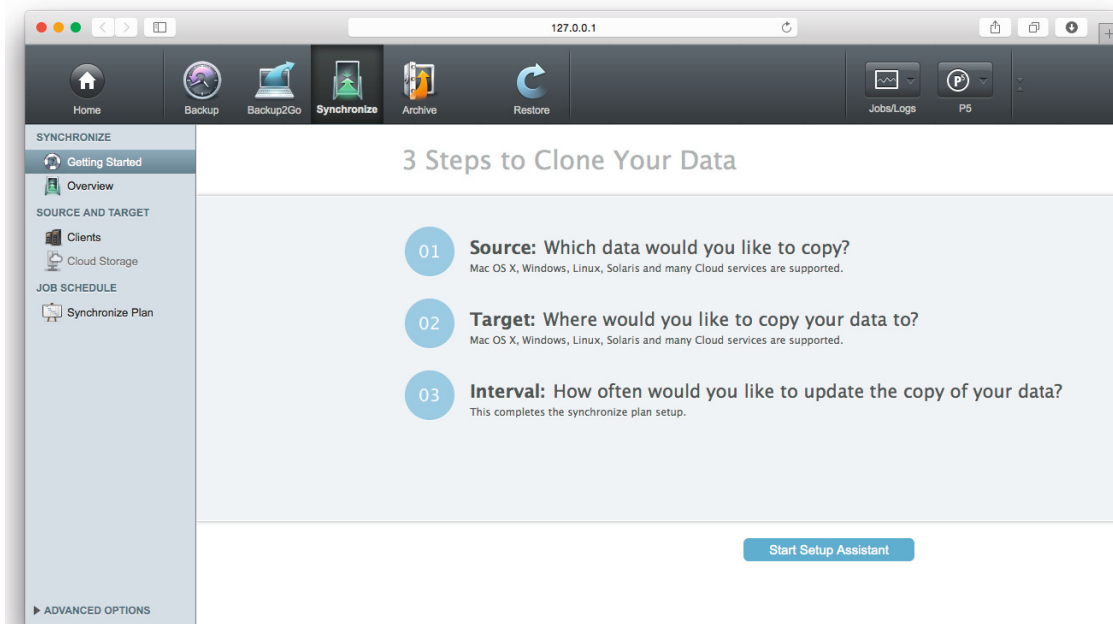 127.0.0.1
Home
Backup
Backup2Go
Synchronize
Archive
Restore
Jobs/Logs
P5
SYNCHRONIZE
Getting Started
Overview
SOURCE AND TARGET
Clients
Cloud Storage
JOB SCHEDULE
Synchronize Plan
ADVANCED OPTIONS
3 Steps to Clone Your Data
01
Source: Which data would you like to copy?
Mac OS X, Windows, Linux, Solaris and many Cloud services are supported.
02
Target: Where would you like to copy your data to?
Mac OS X, Windows, Linux, Solaris and many Cloud services are supported.
03
Interval: How often would you like to update the copy of your data?
This completes the synchronize plan setup.
Start Setup Assistant